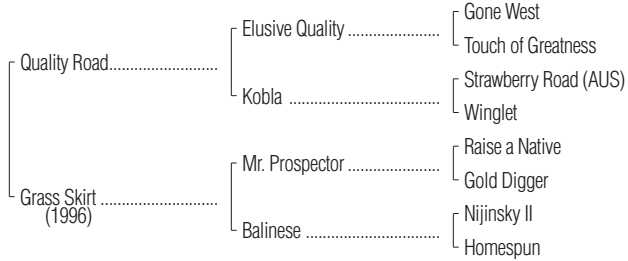 Gone West
Elusive Quality ....................
Touch of Greatness
Quality Road..........................
Strawberry Road (AUS)
Kobla ....................................
Winglet
Raise a Native
Mr. Prospector ......................
Gold Digger
Grass Skirt ............................
(1996)
Nijinsky II
Balinese ................................
Homespun